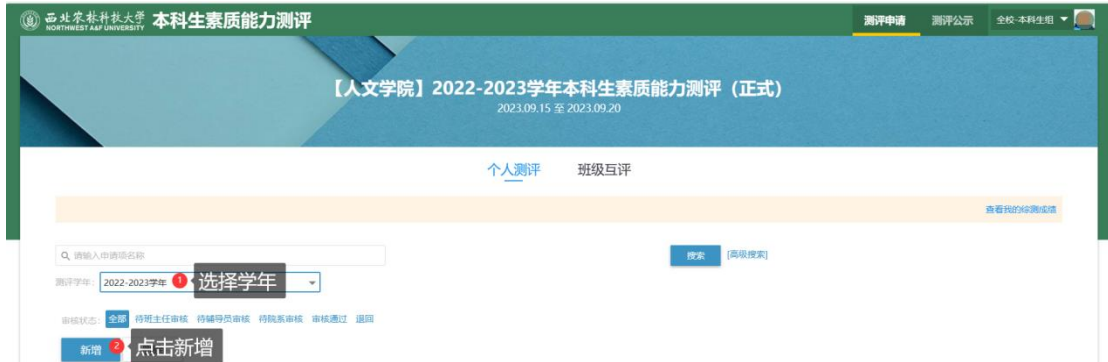 西北农林科技大学 本科生素质能力测评
NORTHWEST A&F UNIVERSITY
测评申请 测评公示 全校-本科生组
【人文学院】2022-2023学年本科生素质能力测评（正式）
2023.09.15 至 2023.09.20
个人测评 班级互评
查看我的综测成绩
请输入申请项名称 搜索 [高级搜索]
测评学年: 2022-2023学年 1 选择学年
审核状态: 全部 待班主任审核 待辅导员审核 待院系审核 审核通过 退回
新增 2 点击新增